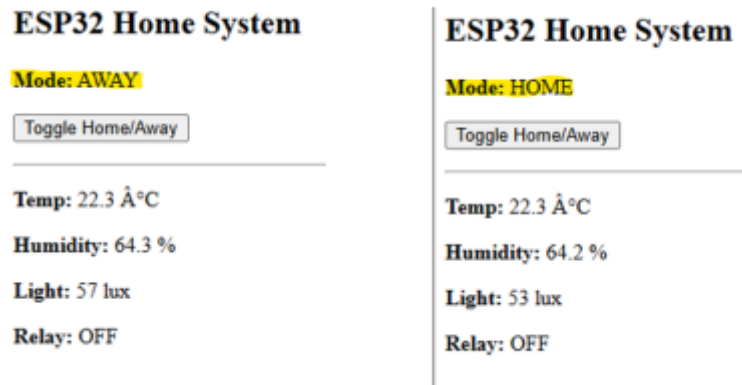 ESP32 Home System
Mode: AWAY
Toggle Home/Away
Temp: 22.3 Â°C
Humidity: 64.3 %
Light: 57 lux
Relay: OFF
ESP32 Home System
Mode: HOME
Toggle Home/Away
Temp: 22.3 Â°C
Humidity: 64.2 %
Light: 53 lux
Relay: OFF